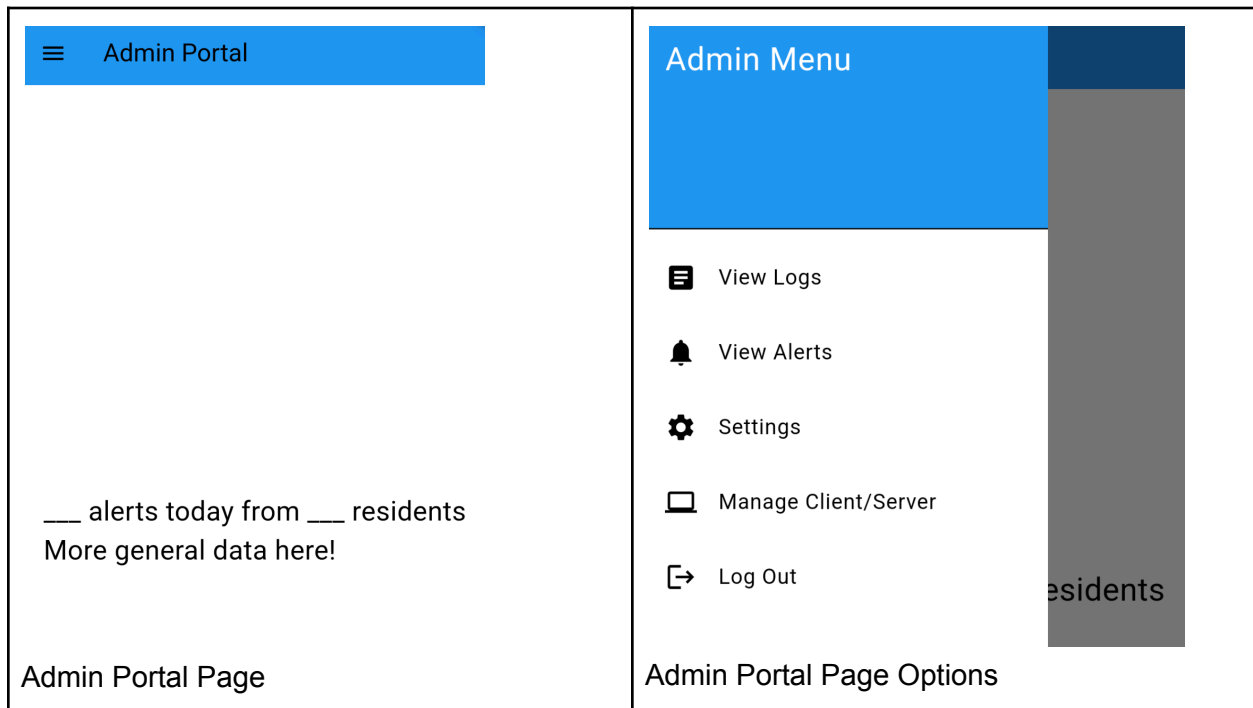 Admin Portal
___ alerts today from ___ residents
More general data here!
Admin Portal Page
Admin Menu
View Logs
View Alerts
Settings
Manage Client/Server
Log Out
esidents
Admin Portal Page Options